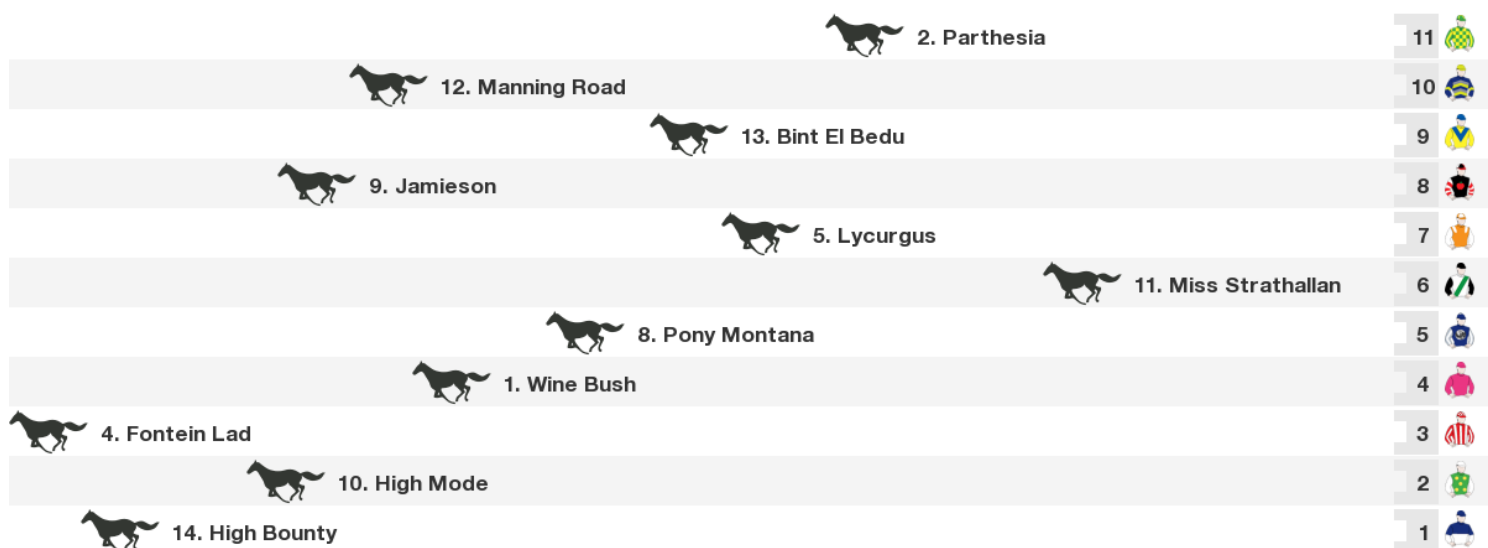 2. Parthesia 11
12. Manning Road 10
13. Bint El Bedu 9
9. Jamieson 8
5. Lycurgus 7
11. Miss Strathallan 6
8. Pony Montana 5
1. Wine Bush 4
4. Fontein Lad 3
10. High Mode 2
14. High Bounty 1